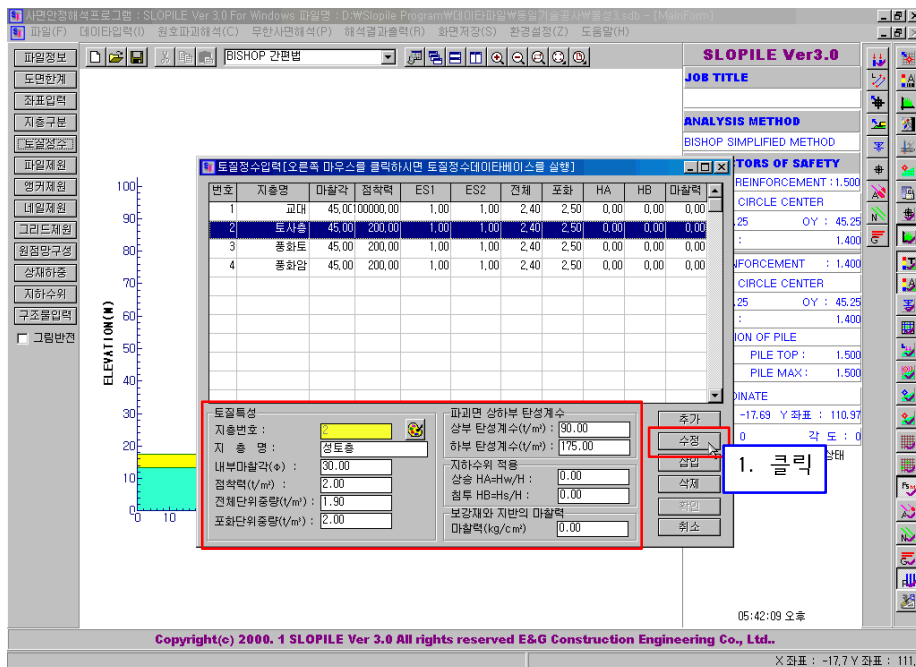 사면안정해석프로그램 : SLOPILE Ver 3,0 For Windows 파일명 : D:₩Slopile Program₩데이타파일₩동일기술공사₩물성3.sdb - [MainForm]
파일(F) 데이타입력(I) 원호파괴해석(C) 무한사면해석(P) 해석결과출력(R) 화면저장(S) 환경설정(Z) 도움말(H)
파일정보
도면한계
좌표입력
지층구분
토질정수
파일제원
앵커제원
네일제원
그리드제원
원점망구성
상재하중
지하수위
구조물입력
그림반전
BISHOP 간편법
SLOPILE Ver3.0
JOB TITLE
ANALYSIS METHOD
BISHOP SIMPLIFIED METHOD
TORS OF SAFETY
REINFORCEMENT : 1.500
CIRCLE CENTER
.25 OY : 45.25
: 1.400
IFORCEMENT : 1.400
CIRCLE CENTER
.25 OY : 45.25
: 1.400
ION OF PILE
PILE TOP : 1.500
PILE MAX : 1.500
DINATE
-17.69 Y 좌표 : 110.97
0 각 도 : 0
상태
05:42:09 오후
ELEVATION(M)
100
90
80
70
60
50
40
30
20
10
0 10
토질정수입력[오른쪽 마우스를 클릭하시면 토질정수데이타베이스를 실행]
번호 지층명 마찰각 점착력 ES1 ES2 전체 포화 HA HB 마찰력
1 교대 45,00 100000,00 1,00 1,00 2,40 2,50 0,00 0,00 0,00
2 토사층 45,00 200,00 1,00 1,00 2,40 2,50 0,00 0,00 0,00
3 풍화토 45,00 200,00 1,00 1,00 2,40 2,50 0,00 0,00 0,00
4 풍화암 45,00 200,00 1,00 1,00 2,40 2,50 0,00 0,00 0,00
토질특성
지층번호 : 2
지 층 명 : 성토층
내부마찰각(Φ) : 30.00
점착력(t/m²) : 2.00
전체단위중량(t/m³) : 1.90
포화단위중량(t/m³) : 2.00
파괴면 상하부 탄성계수
상부 탄성계수(t/m²) : 90.00
하부 탄성계수(t/m²) : 175.00
지하수위 적용
상승 HA=Hw/H : 0.00
침투 HB=Hs/H : 0.00
보강재와 지반의 마찰력
마찰력(kg/cm²) 0.00
추가
수정
삽입
삭제
확인
취소
1. 클릭
Copyright(c) 2000. 1 SLOPILE Ver 3.0 All rights reserved E&G Construction Engineering Co., Ltd..
X 좌표 : -17,7 Y 좌표 : 111,